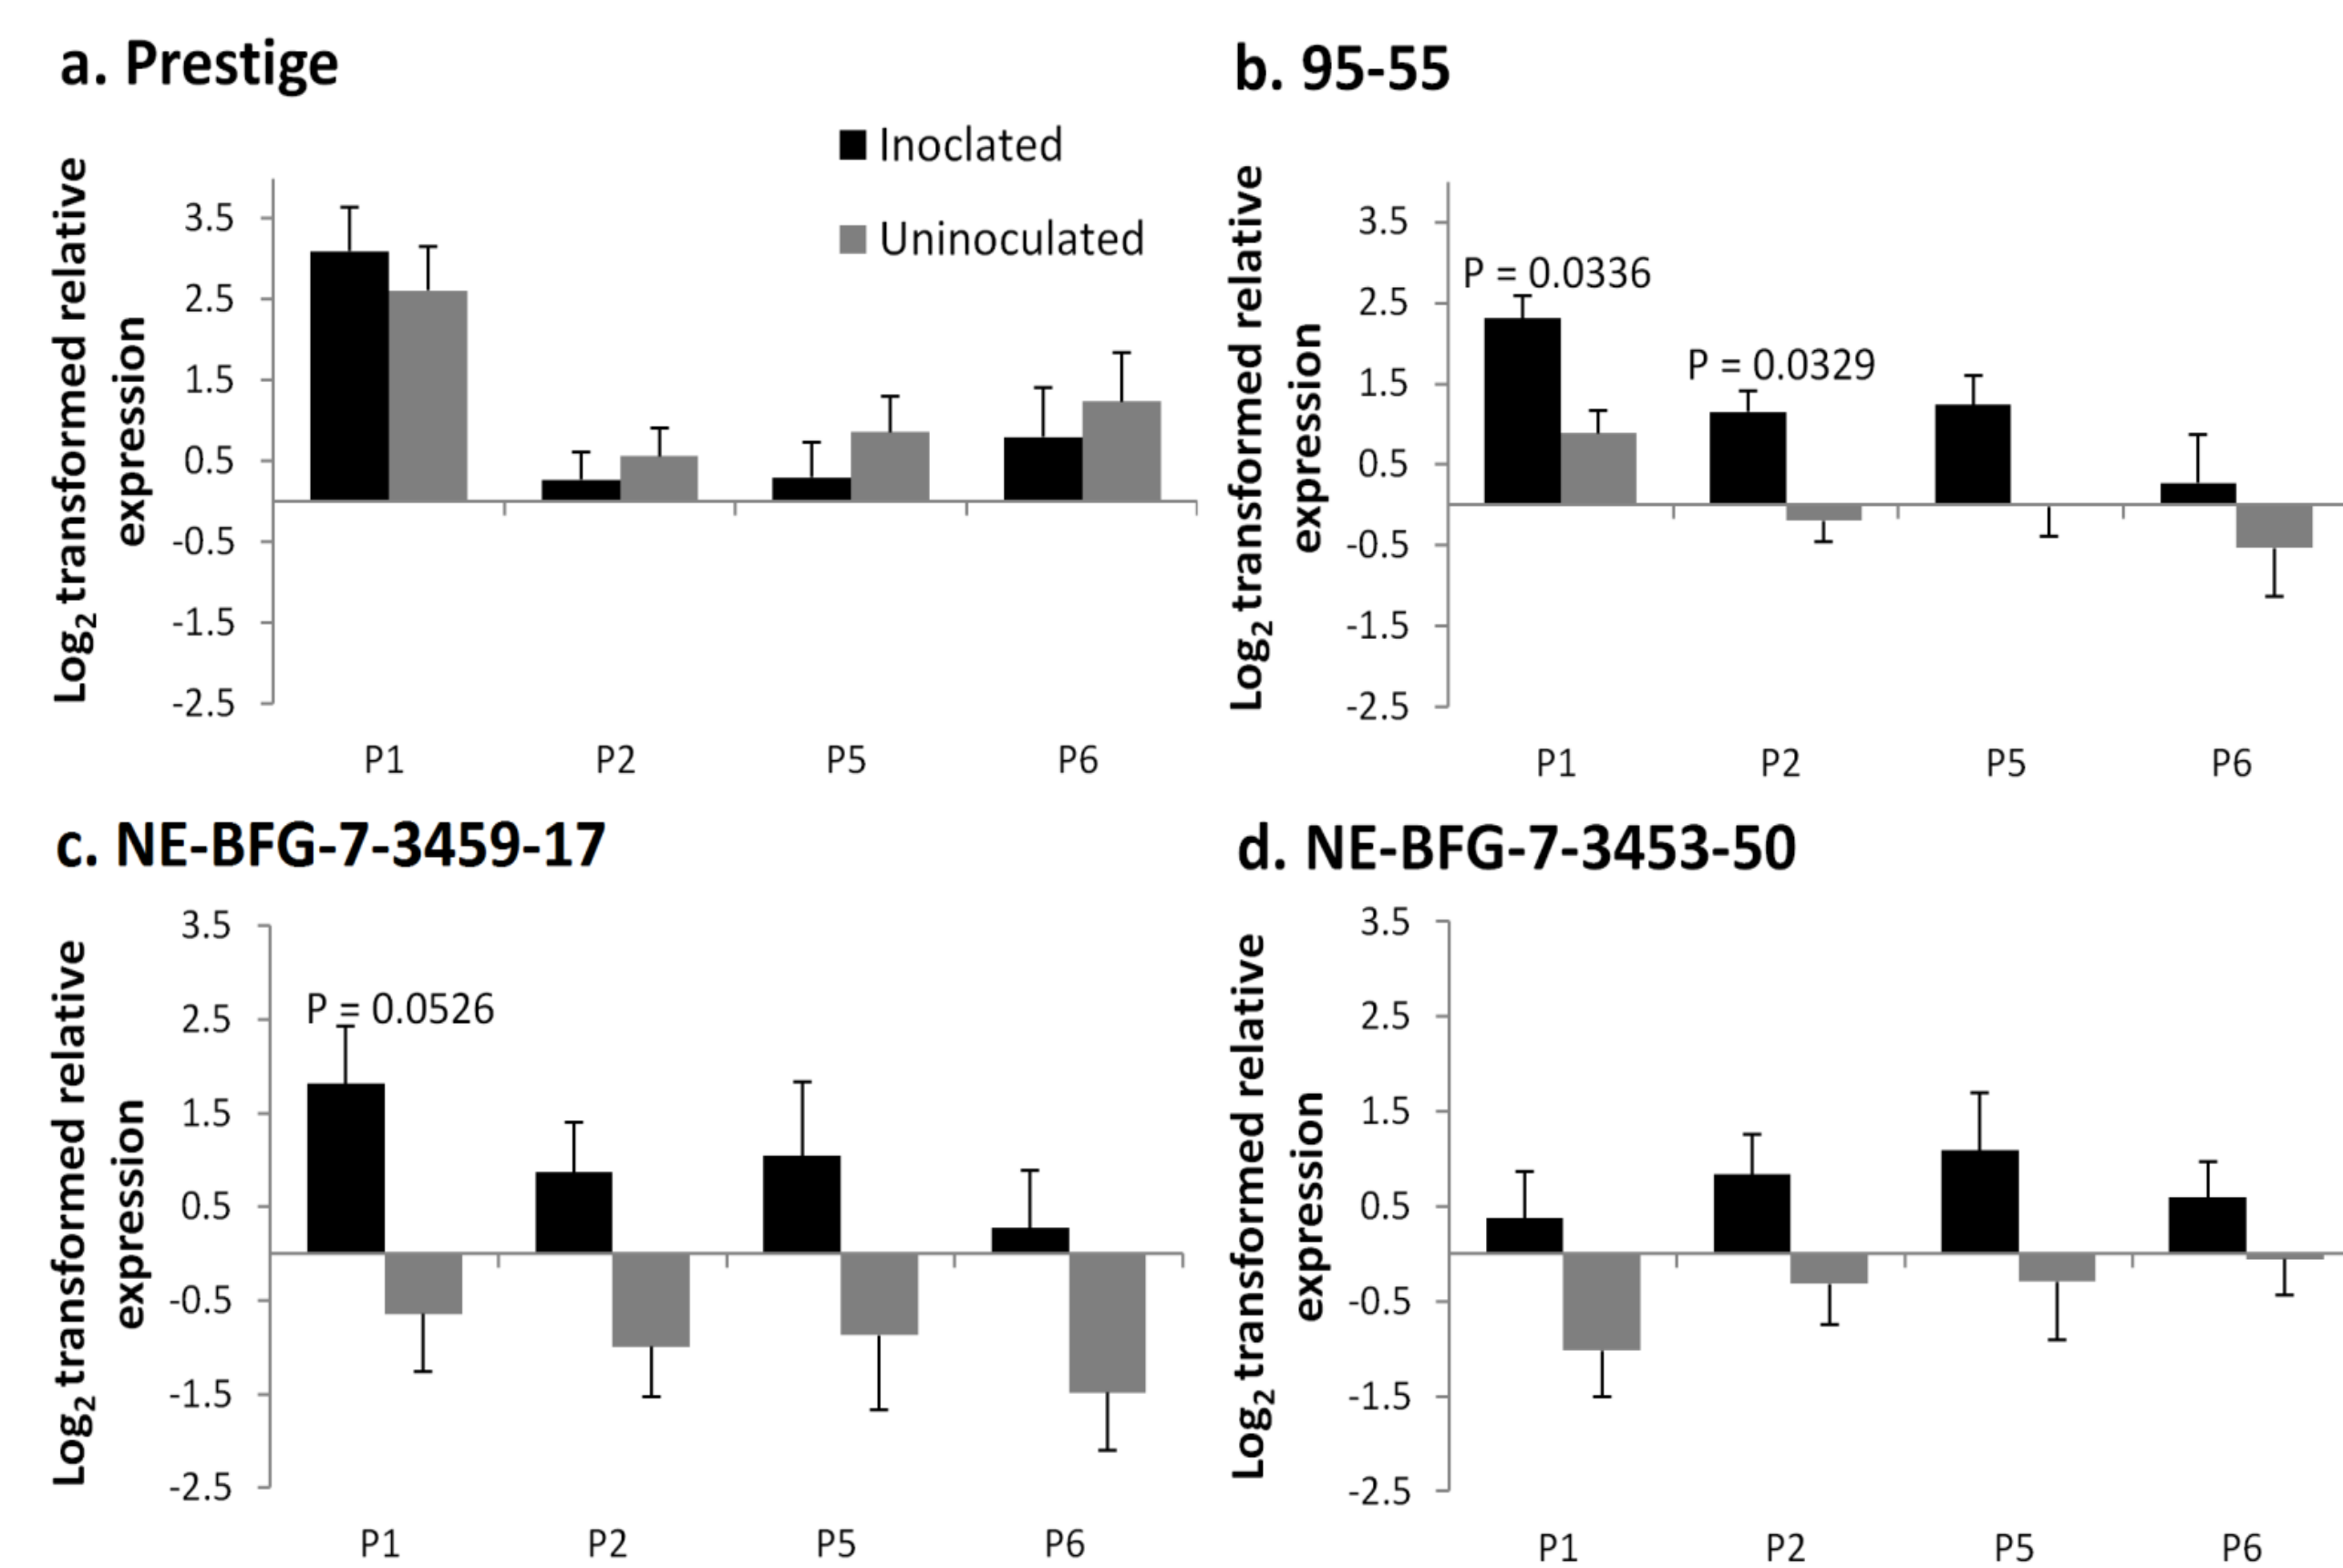 a. Prestige
Inoclated
Uninoculated
Log2 transformed relative
expression
3.5
2.5
1.5
0.5
-0.5
-1.5
-2.5
P1 P2 P5 P6
b. 95-55
Log2 transformed relative
expression
3.5
2.5
1.5
0.5
-0.5
-1.5
-2.5
P = 0.0336
P = 0.0329
P1 P2 P5 P6
c. NE-BFG-7-3459-17
Log2 transformed relative
expression
3.5
2.5
1.5
0.5
-0.5
-1.5
-2.5
P = 0.0526
P1 P2 P5 P6
d. NE-BFG-7-3453-50
Log2 transformed relative
expression
3.5
2.5
1.5
0.5
-0.5
-1.5
-2.5
P1 P2 P5 P6